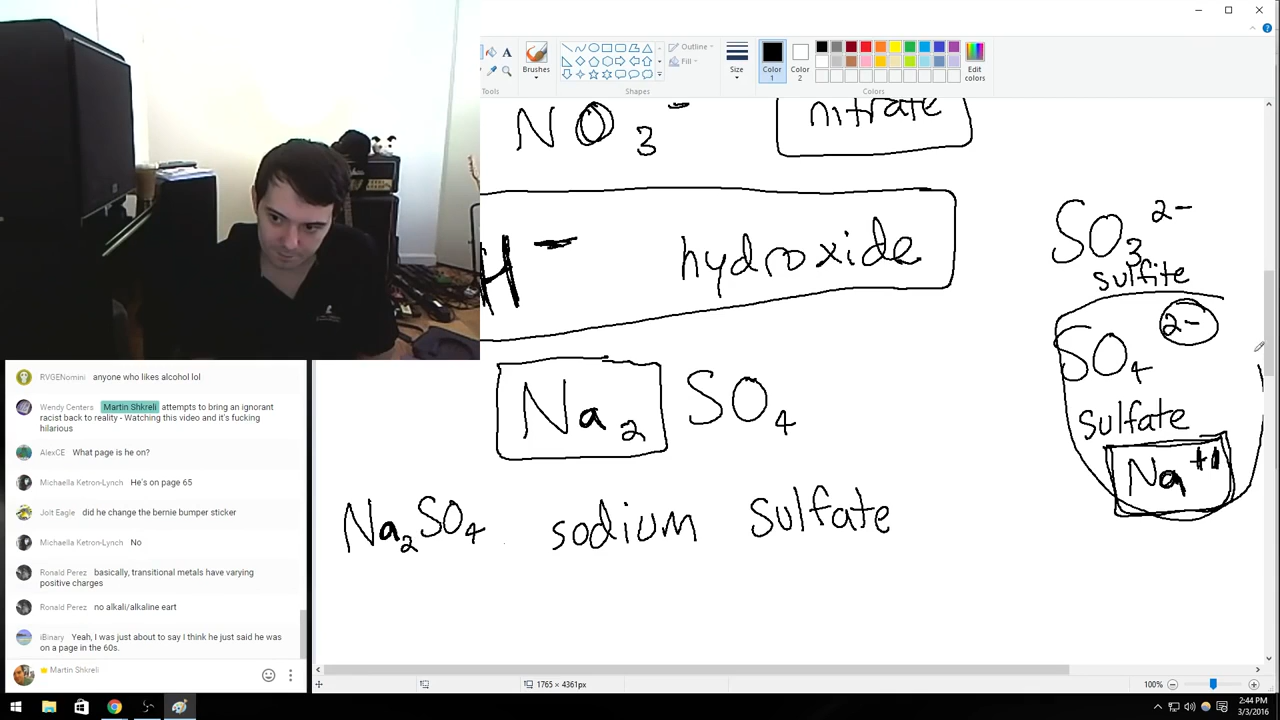 Outline
Fill
A
Brushes
Size
Color
1
Color
2
Edit
colors
Tools
Shapes
Colors
NO3-
nitrate
H-
hydroxide
SO3 2-
sulfite
SO4 2-
sulfate
Na+1
Na2 SO4
Na2SO4 sodium sulfate
RVGENomini anyone who likes alcohol lol
Wendy Centers Martin Shkreli attempts to bring an ignorant
racist back to reality - Watching this video and it's fucking
hilarious
AlexCE What page is he on?
Michaella Ketron-Lynch He's on page 65
Jolt Eagle did he change the bernie bumper sticker
Michaella Ketron-Lynch No
Ronald Perez basically, transitional metals have varying
positive charges
Ronald Perez no alkali/alkaline eart
iBinary Yeah, I was just about to say I think he just said he was
on a page in the 60s.
Martin Shkreli
1765 × 4361px
100%
2:44 PM
3/3/2016